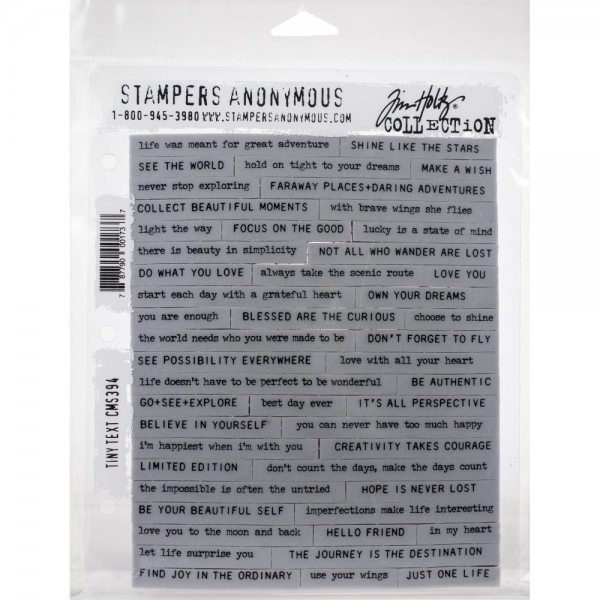 STAMPERS ANONYMOUS
1-800-945-3980 WWW.STAMPERSANONYMOUS.COM
Tim Holtz®
COLLECTION
life was meant for great adventure SHINE LIKE THE STARS
SEE THE WORLD hold on tight to your dreams MAKE A WISH
never stop exploring FARAWAY PLACES+DARING ADVENTURES
COLLECT BEAUTIFUL MOMENTS with brave wings she flies
light the way FOCUS ON THE GOOD lucky is a state of mind
there is beauty in simplicity NOT ALL WHO WANDER ARE LOST
DO WHAT YOU LOVE always take the scenic route LOVE YOU
start each day with a grateful heart OWN YOUR DREAMS
you are enough BLESSED ARE THE CURIOUS choose to shine
the world needs who you were made to be DON'T FORGET TO FLY
SEE POSSIBILITY EVERYWHERE love with all your heart
life doesn't have to be perfect to be wonderful BE AUTHENTIC
GO+SEE+EXPLORE best day ever IT'S ALL PERSPECTIVE
BELIEVE IN YOURSELF you can never have too much happy
i'm happiest when i'm with you CREATIVITY TAKES COURAGE
LIMITED EDITION don't count the days, make the days count
the impossible is often the untried HOPE IS NEVER LOST
BE YOUR BEAUTIFUL SELF imperfections make life interesting
love you to the moon and back HELLO FRIEND in my heart
let life surprise you THE JOURNEY IS THE DESTINATION
FIND JOY IN THE ORDINARY use your wings JUST ONE LIFE
7 87790 00173 7
TINY TEXT CMS394